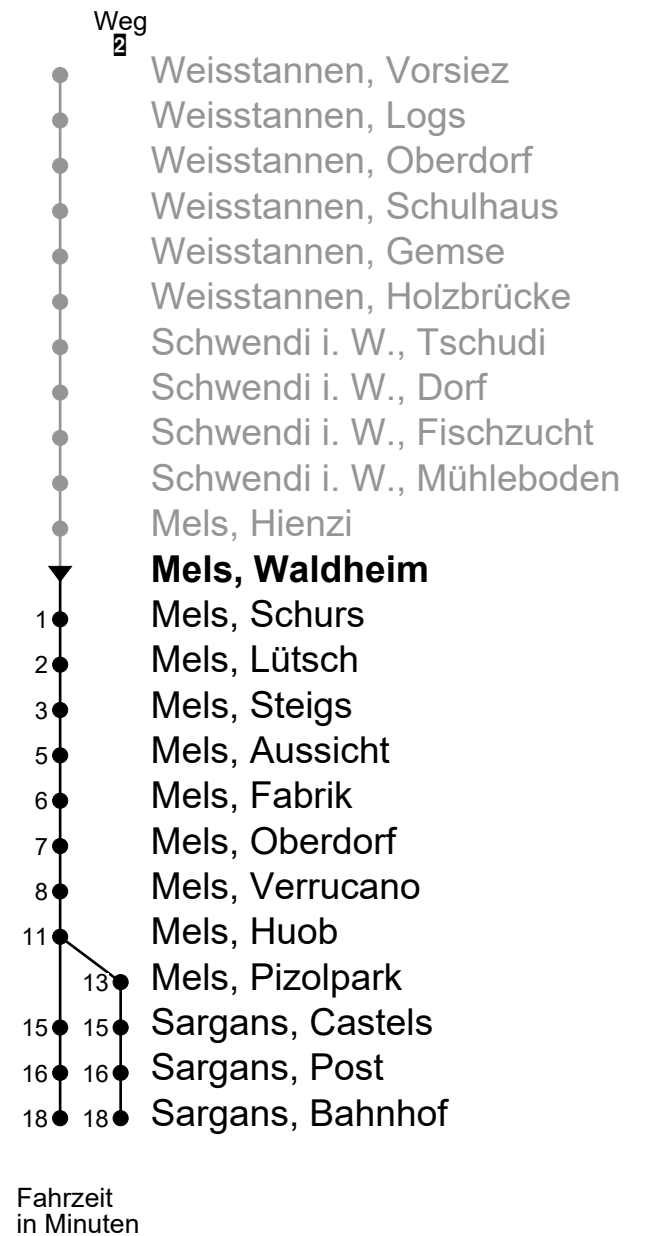 Weg
2
Weisstannen, Vorsiez
Weisstannen, Logs
Weisstannen, Oberdorf
Weisstannen, Schulhaus
Weisstannen, Gemse
Weisstannen, Holzbrücke
Schwendi i. W., Tschudi
Schwendi i. W., Dorf
Schwendi i. W., Fischzucht
Schwendi i. W., Mühleboden
Mels, Hienzi
Mels, Waldheim
1 Mels, Schurs
2 Mels, Lütsch
3 Mels, Steigs
5 Mels, Aussicht
6 Mels, Fabrik
7 Mels, Oberdorf
8 Mels, Verrucano
11 Mels, Huob
13 Mels, Pizolpark
15 15 Sargans, Castels
16 16 Sargans, Post
18 18 Sargans, Bahnhof
Fahrzeit
in Minuten